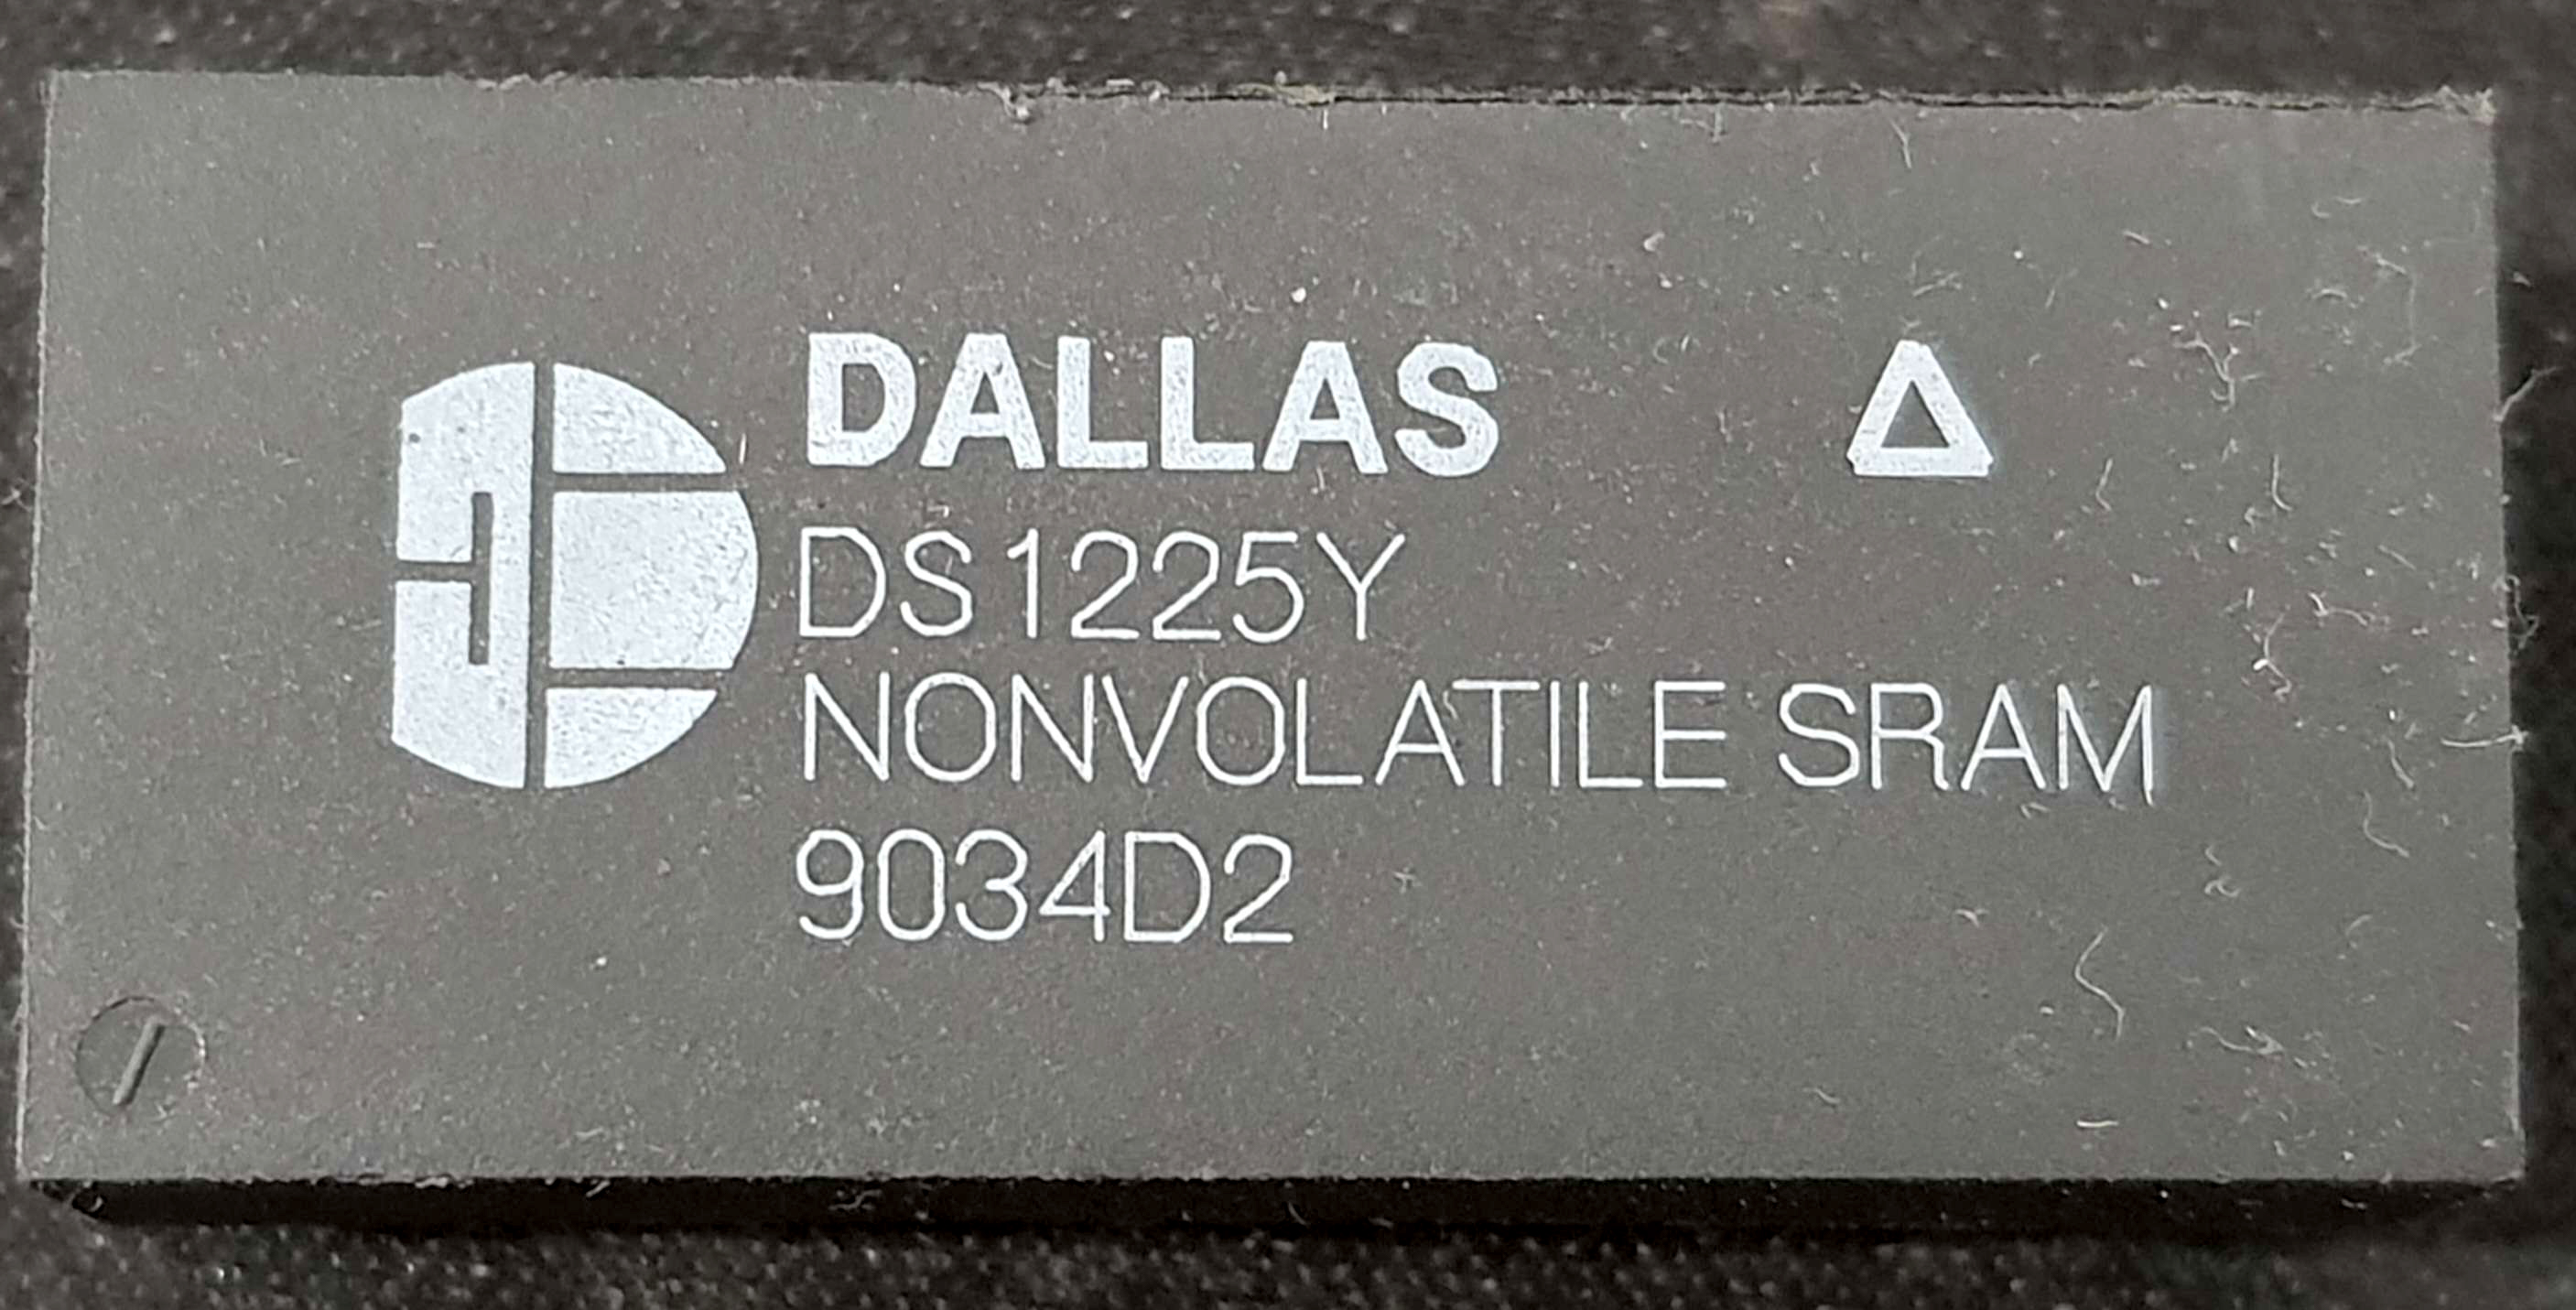 DALLAS
DS1225Y
NONVOLATILE SRAM
9034D2